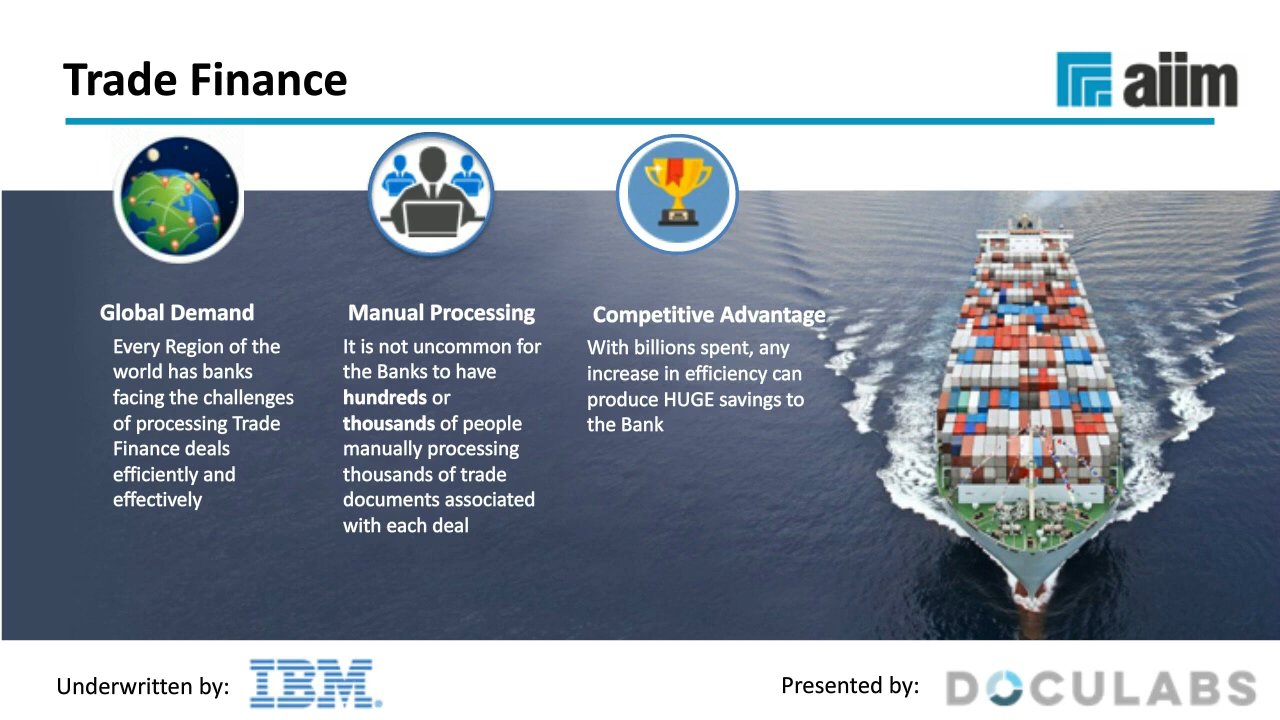 Trade Finance
aiim
Global Demand
Every Region of the
world has banks
facing the challenges
of processing Trade
Finance deals
efficiently and
effectively
Manual Processing
It is not uncommon for
the Banks to have
hundreds or
thousands of people
manually processing
thousands of trade
documents associated
with each deal
Competitive Advantage
With billions spent, any
increase in efficiency can
produce HUGE savings to
the Bank
Underwritten by:
IBM.
Presented by:
DOCULABS